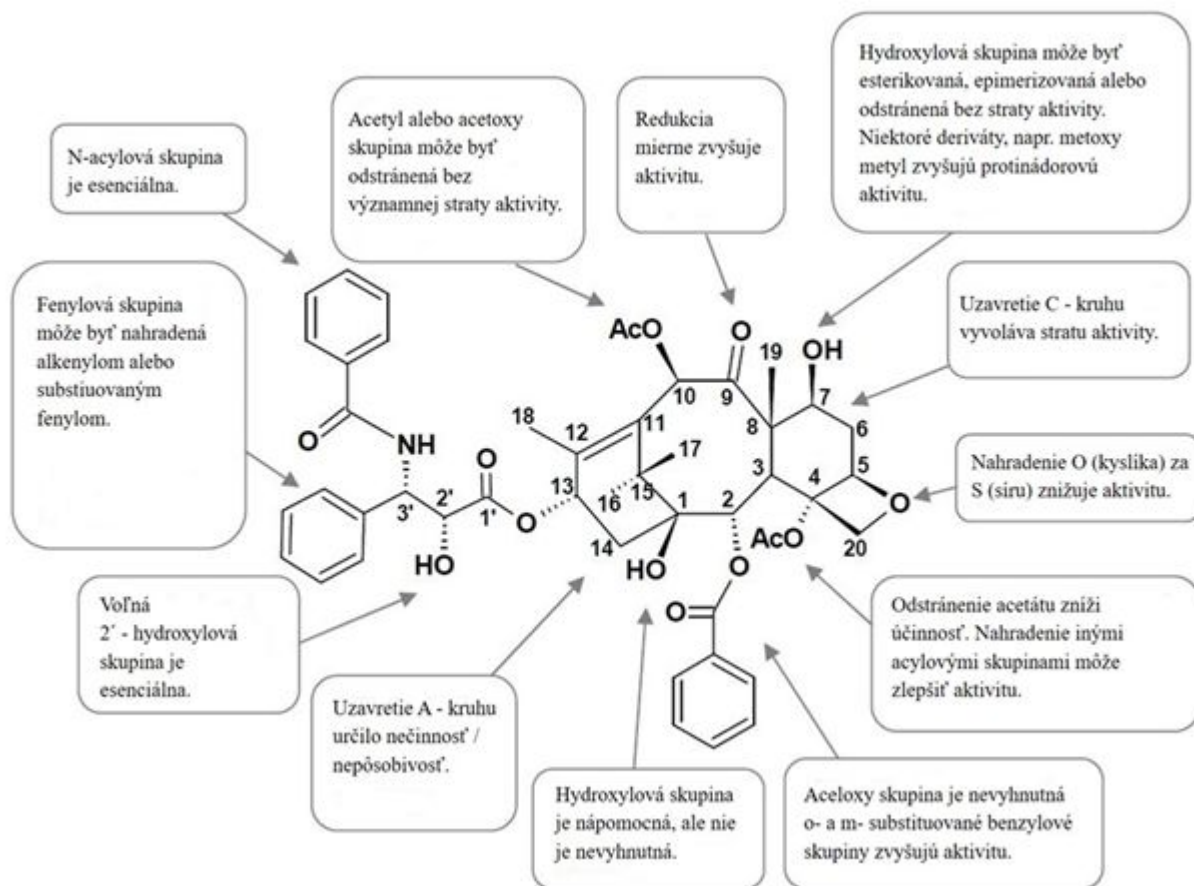 N-acylová skupina
je esenciálna.
Acetyl alebo acetoxy
skupina môže byť
odstránená bez
významnej straty aktivity.
Redukcia
mierne zvyšuje
aktivitu.
Hydroxylová skupina môže byť
esterikovaná, epimerizovaná alebo
odstránená bez straty aktivity.
Niektoré deriváty, napr. metoxy
metyl zvyšujú protinádorovú
aktivitu.
Fenylová skupina
môže byť nahradená
alkenylom alebo
substiuovaným
fenylom.
Uzavretie C - kruhu
vyvoláva stratu aktivity.
Nahradenie O (kyslíka) za
S (síru) znižuje aktivitu.
AcO
O
19
OH
10
9
7
18
12
11
8
6
O
NH
O
17
3
5
13
16
15
4
O
3'
2'
1'
O
1
2
14
AcO
20
HO
HO
O
O
Voľná
2´ - hydroxylová
skupina je
esenciálna.
Uzavretie A - kruhu
určilo nečinnosť /
nepôsobivosť.
Hydroxylová skupina
je nápomocná, ale nie
je nevyhnutná.
Aceloxy skupina je nevyhnutná
o- a m- substituované benzylové
skupiny zvyšujú aktivitu.
Odstránenie acetátu zníži
účinnosť. Nahradenie inými
acylovými skupinami môže
zlepšiť aktivitu.